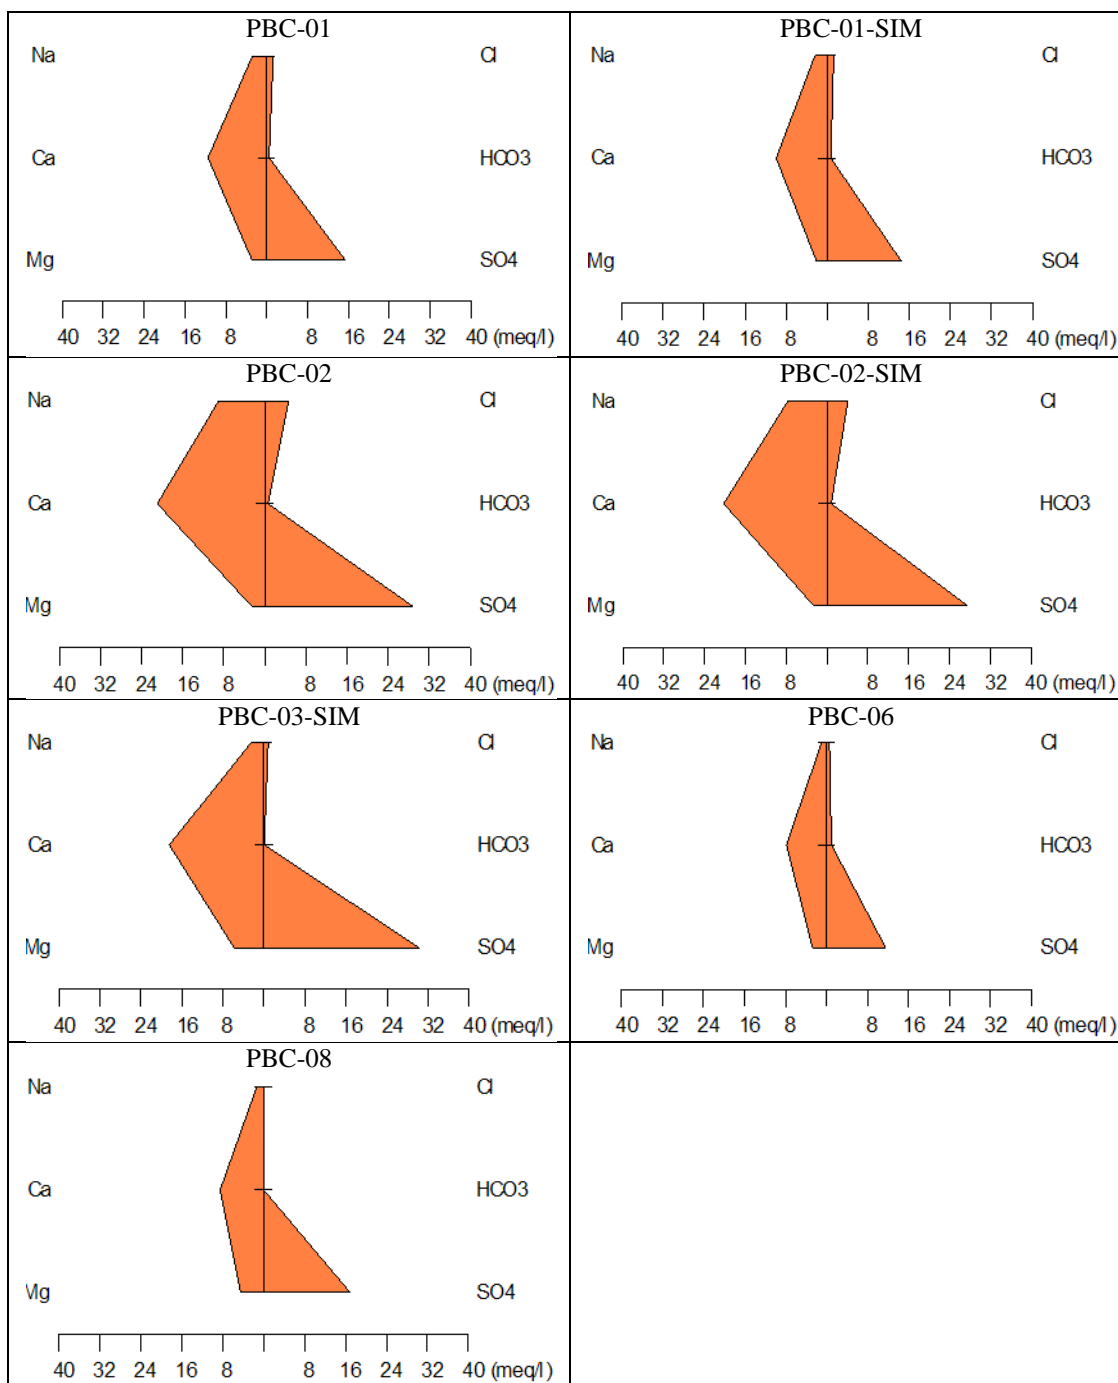 PBC-01
Na Cl
Ca HCO3
Mg SO4
40 32 24 16 8 8 16 24 32 40 (meq/l)
PBC-01-SIM
Na Cl
Ca HCO3
Mg SO4
40 32 24 16 8 8 16 24 32 40 (meq/l)
PBC-02
Na Cl
Ca HCO3
Mg SO4
40 32 24 16 8 8 16 24 32 40 (meq/l)
PBC-02-SIM
Na Cl
Ca HCO3
Mg SO4
40 32 24 16 8 8 16 24 32 40 (meq/l)
PBC-03-SIM
Na Cl
Ca HCO3
Mg SO4
40 32 24 16 8 8 16 24 32 40 (meq/l)
PBC-06
Na Cl
Ca HCO3
Mg SO4
40 32 24 16 8 8 16 24 32 40 (meq/l)
PBC-08
Na Cl
Ca HCO3
Mg SO4
40 32 24 16 8 8 16 24 32 40 (meq/l)